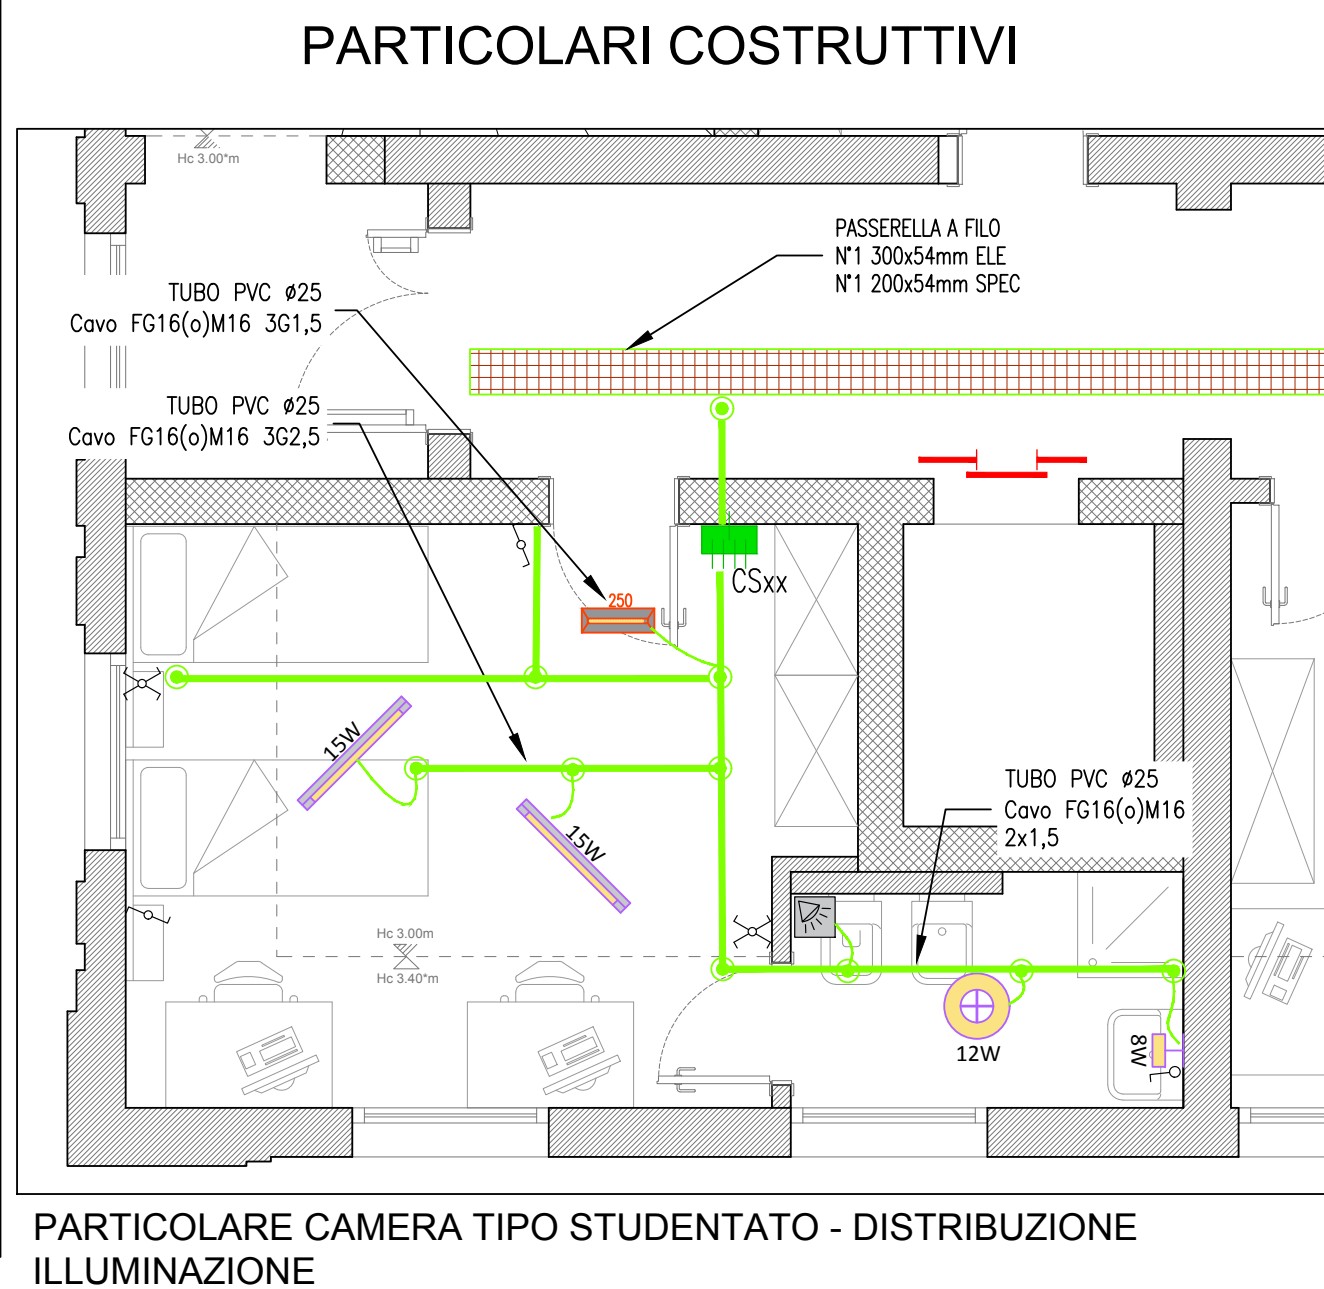 PARTICOLARI COSTRUTTIVI
Hc 3.00*m
PASSERELLA A FILO
N°1 300x54mm ELE
N°1 200x54mm SPEC
TUBO PVC ø25
Cavo FG16(o)M16 3G1,5
TUBO PVC ø25
Cavo FG16(o)M16 3G2,5
CSxx
250
15W
15W
TUBO PVC ø25
Cavo FG16(o)M16
2x1,5
Hc 3.00m
Hc 3.40*m
12W
8W
PARTICOLARE CAMERA TIPO STUDENTATO - DISTRIBUZIONE
ILLUMINAZIONE